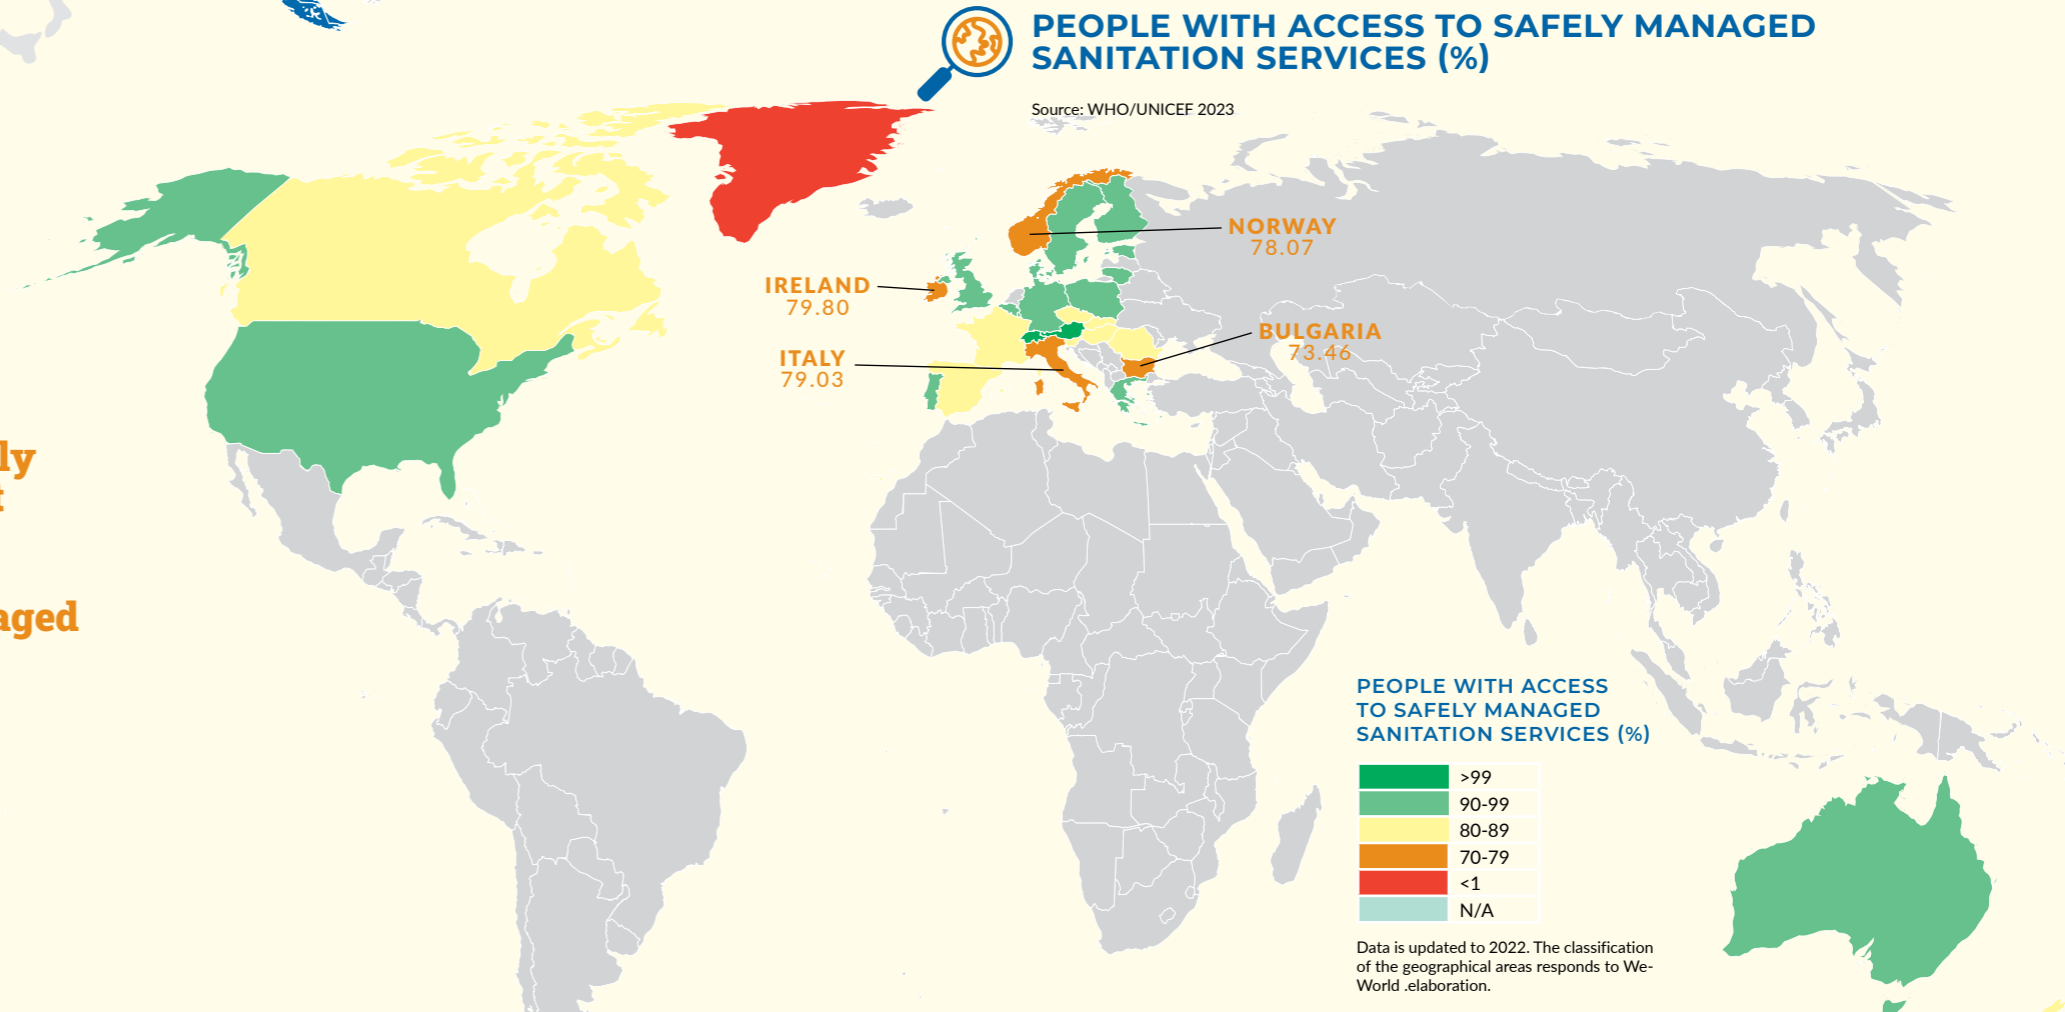 PEOPLE WITH ACCESS TO SAFELY MANAGED
SANITATION SERVICES (%)
Source: WHO/UNICEF 2023
NORWAY
78.07
IRELAND
79.80
BULGARIA
73.46
ITALY
79.03
ly
aged
PEOPLE WITH ACCESS
TO SAFELY MANAGED
SANITATION SERVICES (%)
>99
90-99
80-89
70-79
<1
N/A
Data is updated to 2022. The classification
of the geographical areas responds to We-
World .elaboration.